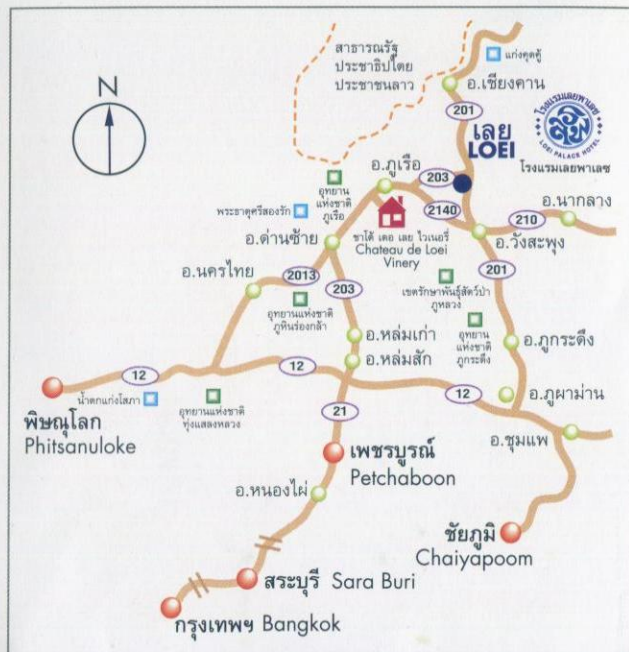 N
สาธารณรัฐ
ประชาธิปไตย
ประชาชนลาว
แก่งคุดคู้
อ.เชียงคาน
201
เลย
LOEI
โรงแรมเลยพาเลซ
LOEI PALACE HOTEL
โรงแรมเลยพาเลซ
อ.ภูเรือ
203
อุทยาน
แห่งชาติ
ภูเรือ
พระธาตุศรีสองรัก
2140
210
อ.นากลาง
อ.วังสะพุง
ชาโต้ เดอ เลย ไวเนอรี่
Chateau de Loei
Vinery
อ.ด่านซ้าย
201
อ.นครไทย
2013
203
เขตรักษาพันธุ์สัตว์ป่า
ภูหลวง
อุทยานแห่งชาติ
ภูหินร่องกล้า
อุทยาน
แห่งชาติ
ภูกระดึง
อ.หล่มเก่า
อ.ภูกระดึง
อ.หล่มสัก
12
12
12
อ.ภูผาม่าน
น้ำตกแก่งโสภา
อุทยานแห่งชาติ
ทุ่งแสลงหลวง
พิษณุโลก
Phitsanuloke
21
อ.ชุมแพ
เพชรบูรณ์
Petchaboon
อ.หนองไผ่
ชัยภูมิ
Chaiyapoom
สระบุรี Sara Buri
กรุงเทพฯ Bangkok